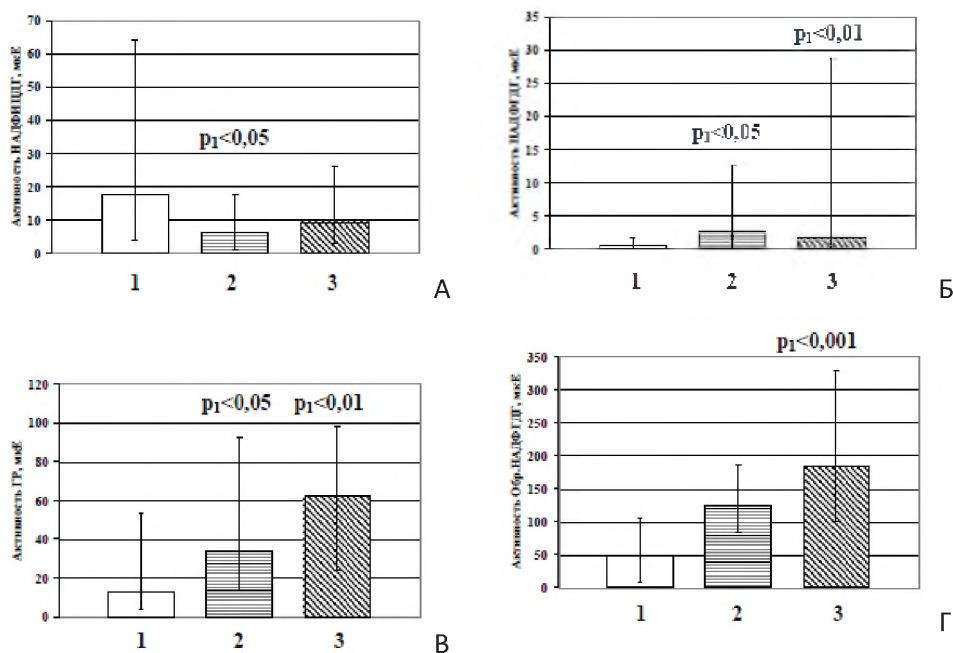 Активность НАДФИЦДГ, мкЕ
70
60
50
40
30
20
10
0
p₁<0,05
1 2 3
А
Активность НАДФГДГ, мкЕ
35
30
25
20
15
10
5
0
p₁<0,05
p₁<0,01
1 2 3
Б
Активность ГР, мкЕ
120
100
80
60
40
20
0
p₁<0,05 p₁<0,01
1 2 3
В
Активность Обр.НАДФГДГ, мкЕ
350
300
250
200
150
100
50
0
p₁<0,001
1 2 3
Г